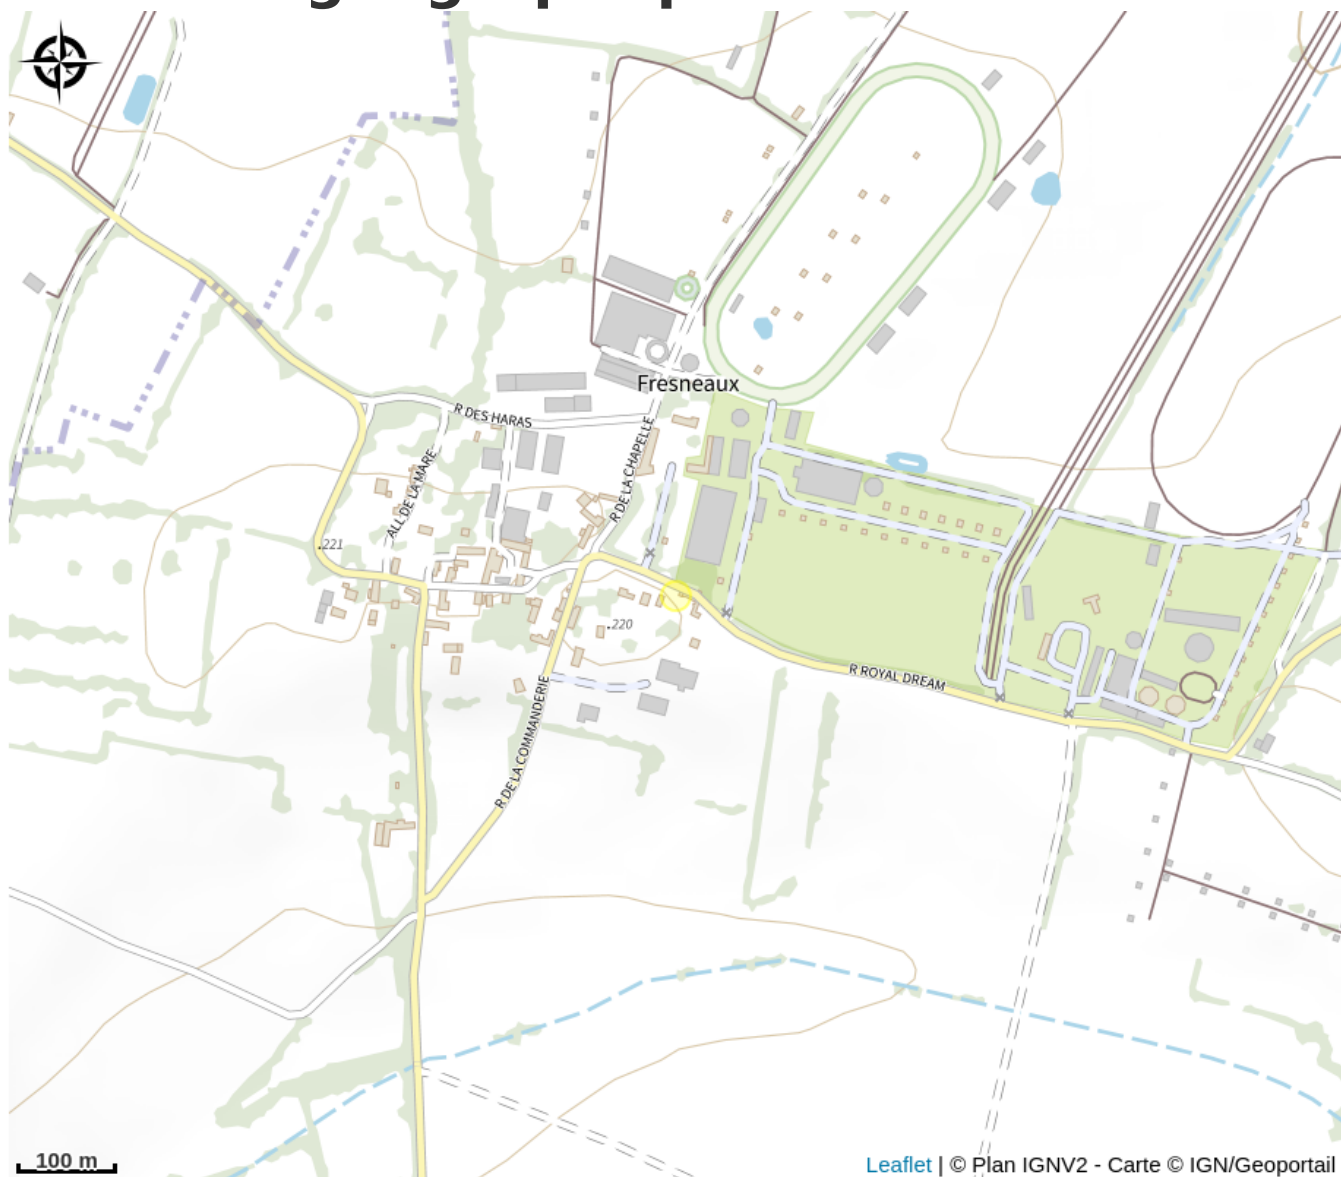 Fresneaux
R DES HARAS
R DE LA CHAPELLE
ALL DE LA MARE
221
220
R ROYAL DREAM
R DE LA COMMANDERIE
100 m
Leaflet | © Plan IGNV2 - Carte © IGN/Geoportail